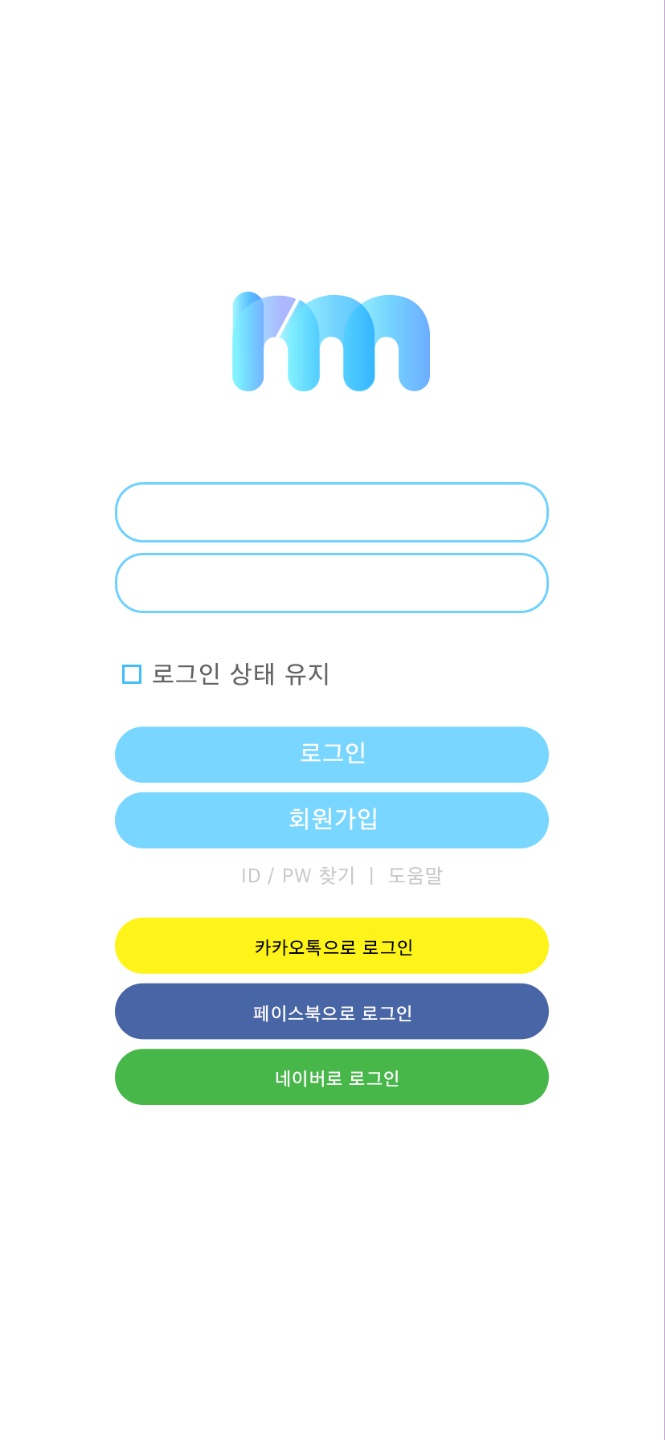 rm
로그인 상태 유지
로그인
회원가입
ID / PW 찾기 | 도움말
카카오톡으로 로그인
페이스북으로 로그인
네이버로 로그인